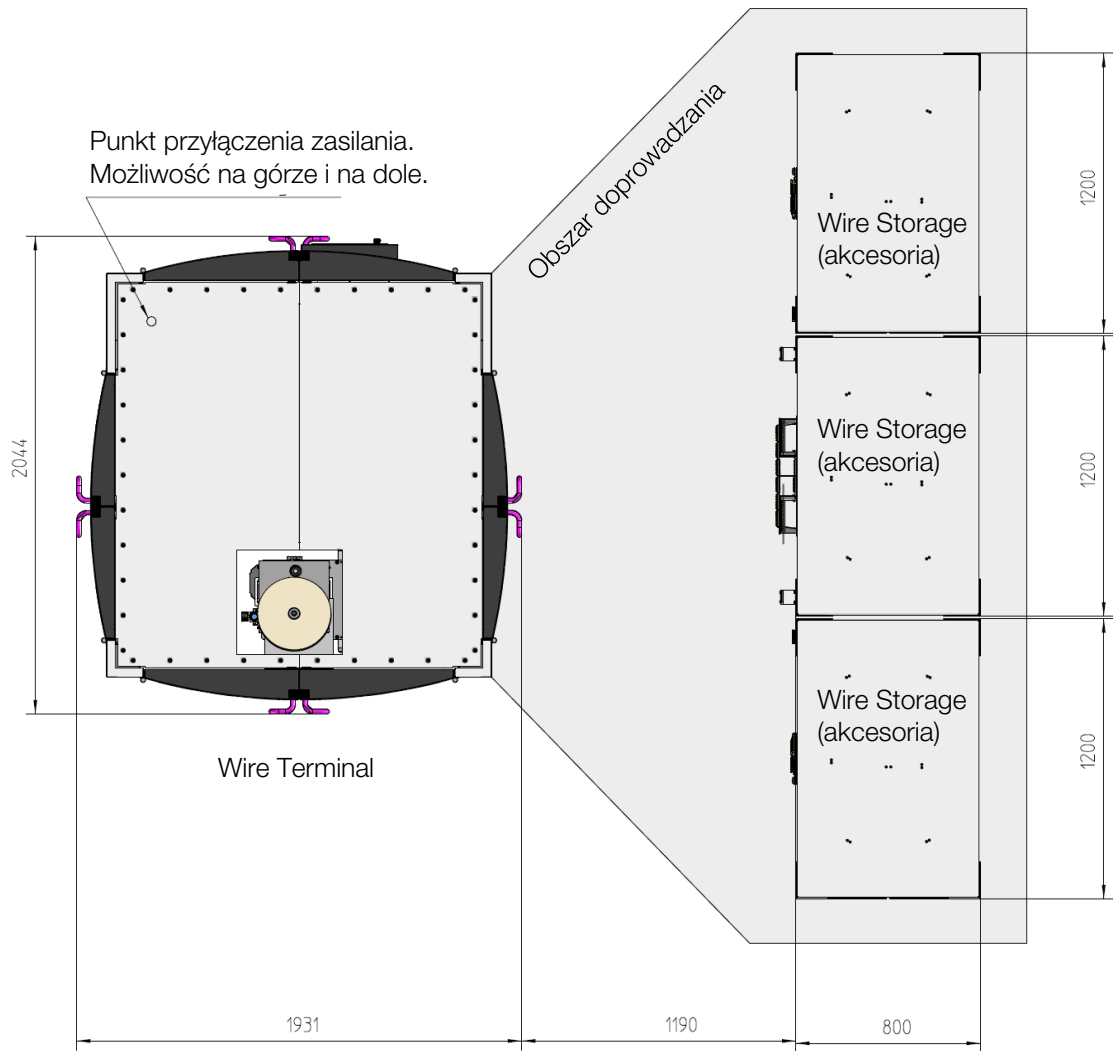 Punkt przyłączenia zasilania.
Możliwość na górze i na dole.
Obszar doprowadzania
Wire Storage
(akcesoria)
1200
2044
Wire Storage
(akcesoria)
1200
Wire Storage
(akcesoria)
1200
Wire Terminal
1931
1190
800